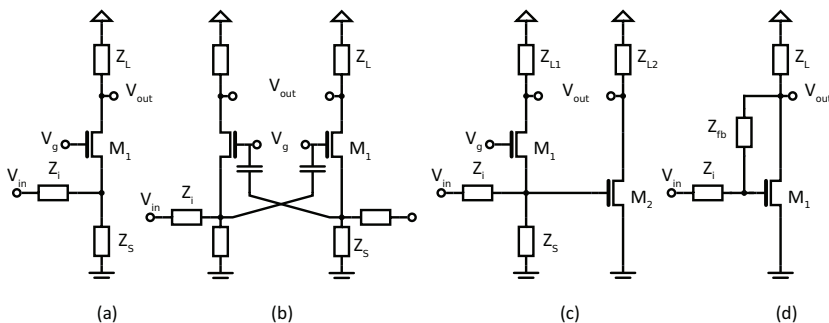 Z_L
V_out
V_g
M_1
V_in
Z_i
Z_S
(a)
Z_L
V_out
V_g
M_1
V_in
Z_i
Z_S
(b)
Z_L1
Z_L2
V_out
V_g
M_1
V_in
Z_i
M_2
Z_S
(c)
Z_L
V_out
Z_fb
V_in
Z_i
M_1
(d)